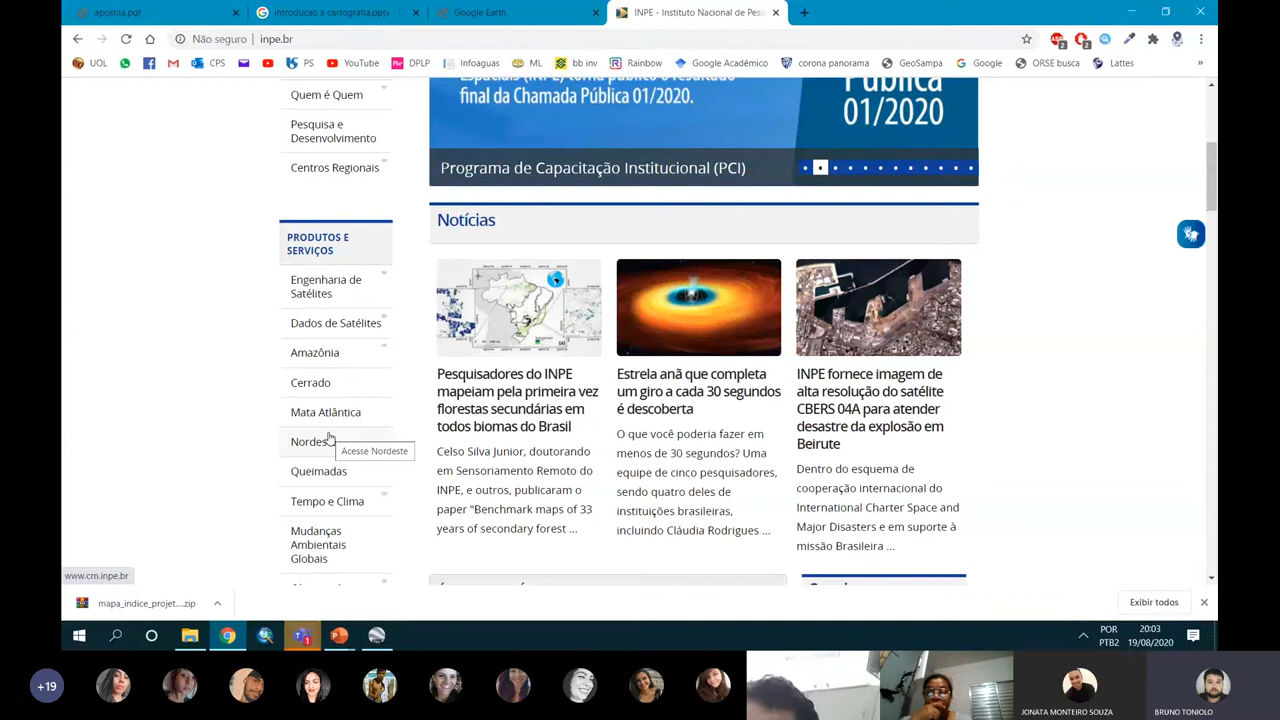 apostila.pdf
introducao à cartografia.pptx
Google Earth
INPE - Instituto Nacional de Pesq
Não seguro
inpe.br
UOL
CPS
PS
YouTube
DPLP
Infoaguas
ML
bb inv
Rainbow
Google Acadêmico
corona panorama
GeoSampa
Google
ORSE busca
Lattes
Quem é Quem
Pesquisa e
Desenvolvimento
Centros Regionais
PRODUTOS E
SERVIÇOS
Engenharia de
Satélites
Dados de Satélites
Amazônia
Cerrado
Mata Atlântica
Acesse Nordeste
Queimadas
Tempo e Clima
Mudanças
Ambientais
Globais
www.cm.inpe.br
Espaciais (INPE) torna público o resultado
final da Chamada Pública 01/2020.
Pública
01/2020
Programa de Capacitação Institucional (PCI)
Notícias
Pesquisadores do INPE
mapeiam pela primeira vez
florestas secundárias em
todos biomas do Brasil
Celso Silva Junior, doutorando
em Sensoriamento Remoto do
INPE, e outros, publicaram o
paper "Benchmark maps of 33
years of secondary forest ...
Estrela anã que completa
um giro a cada 30 segundos
é descoberta
O que você poderia fazer em
menos de 30 segundos? Uma
equipe de cinco pesquisadores,
sendo quatro deles de
instituições brasileiras,
incluindo Cláudia Rodrigues ...
INPE fornece imagem de
alta resolução do satélite
CBERS 04A para atender
desastre da explosão em
Beirute
Dentro do esquema de
cooperação internacional do
International Charter Space and
Major Disasters e em suporte à
missão Brasileira ...
mapa_indice_projet....zip
Exibir todos
POR
PTB2
20:03
19/08/2020
+19
JONATA MONTEIRO SOUZA
BRUNO TONIOLO